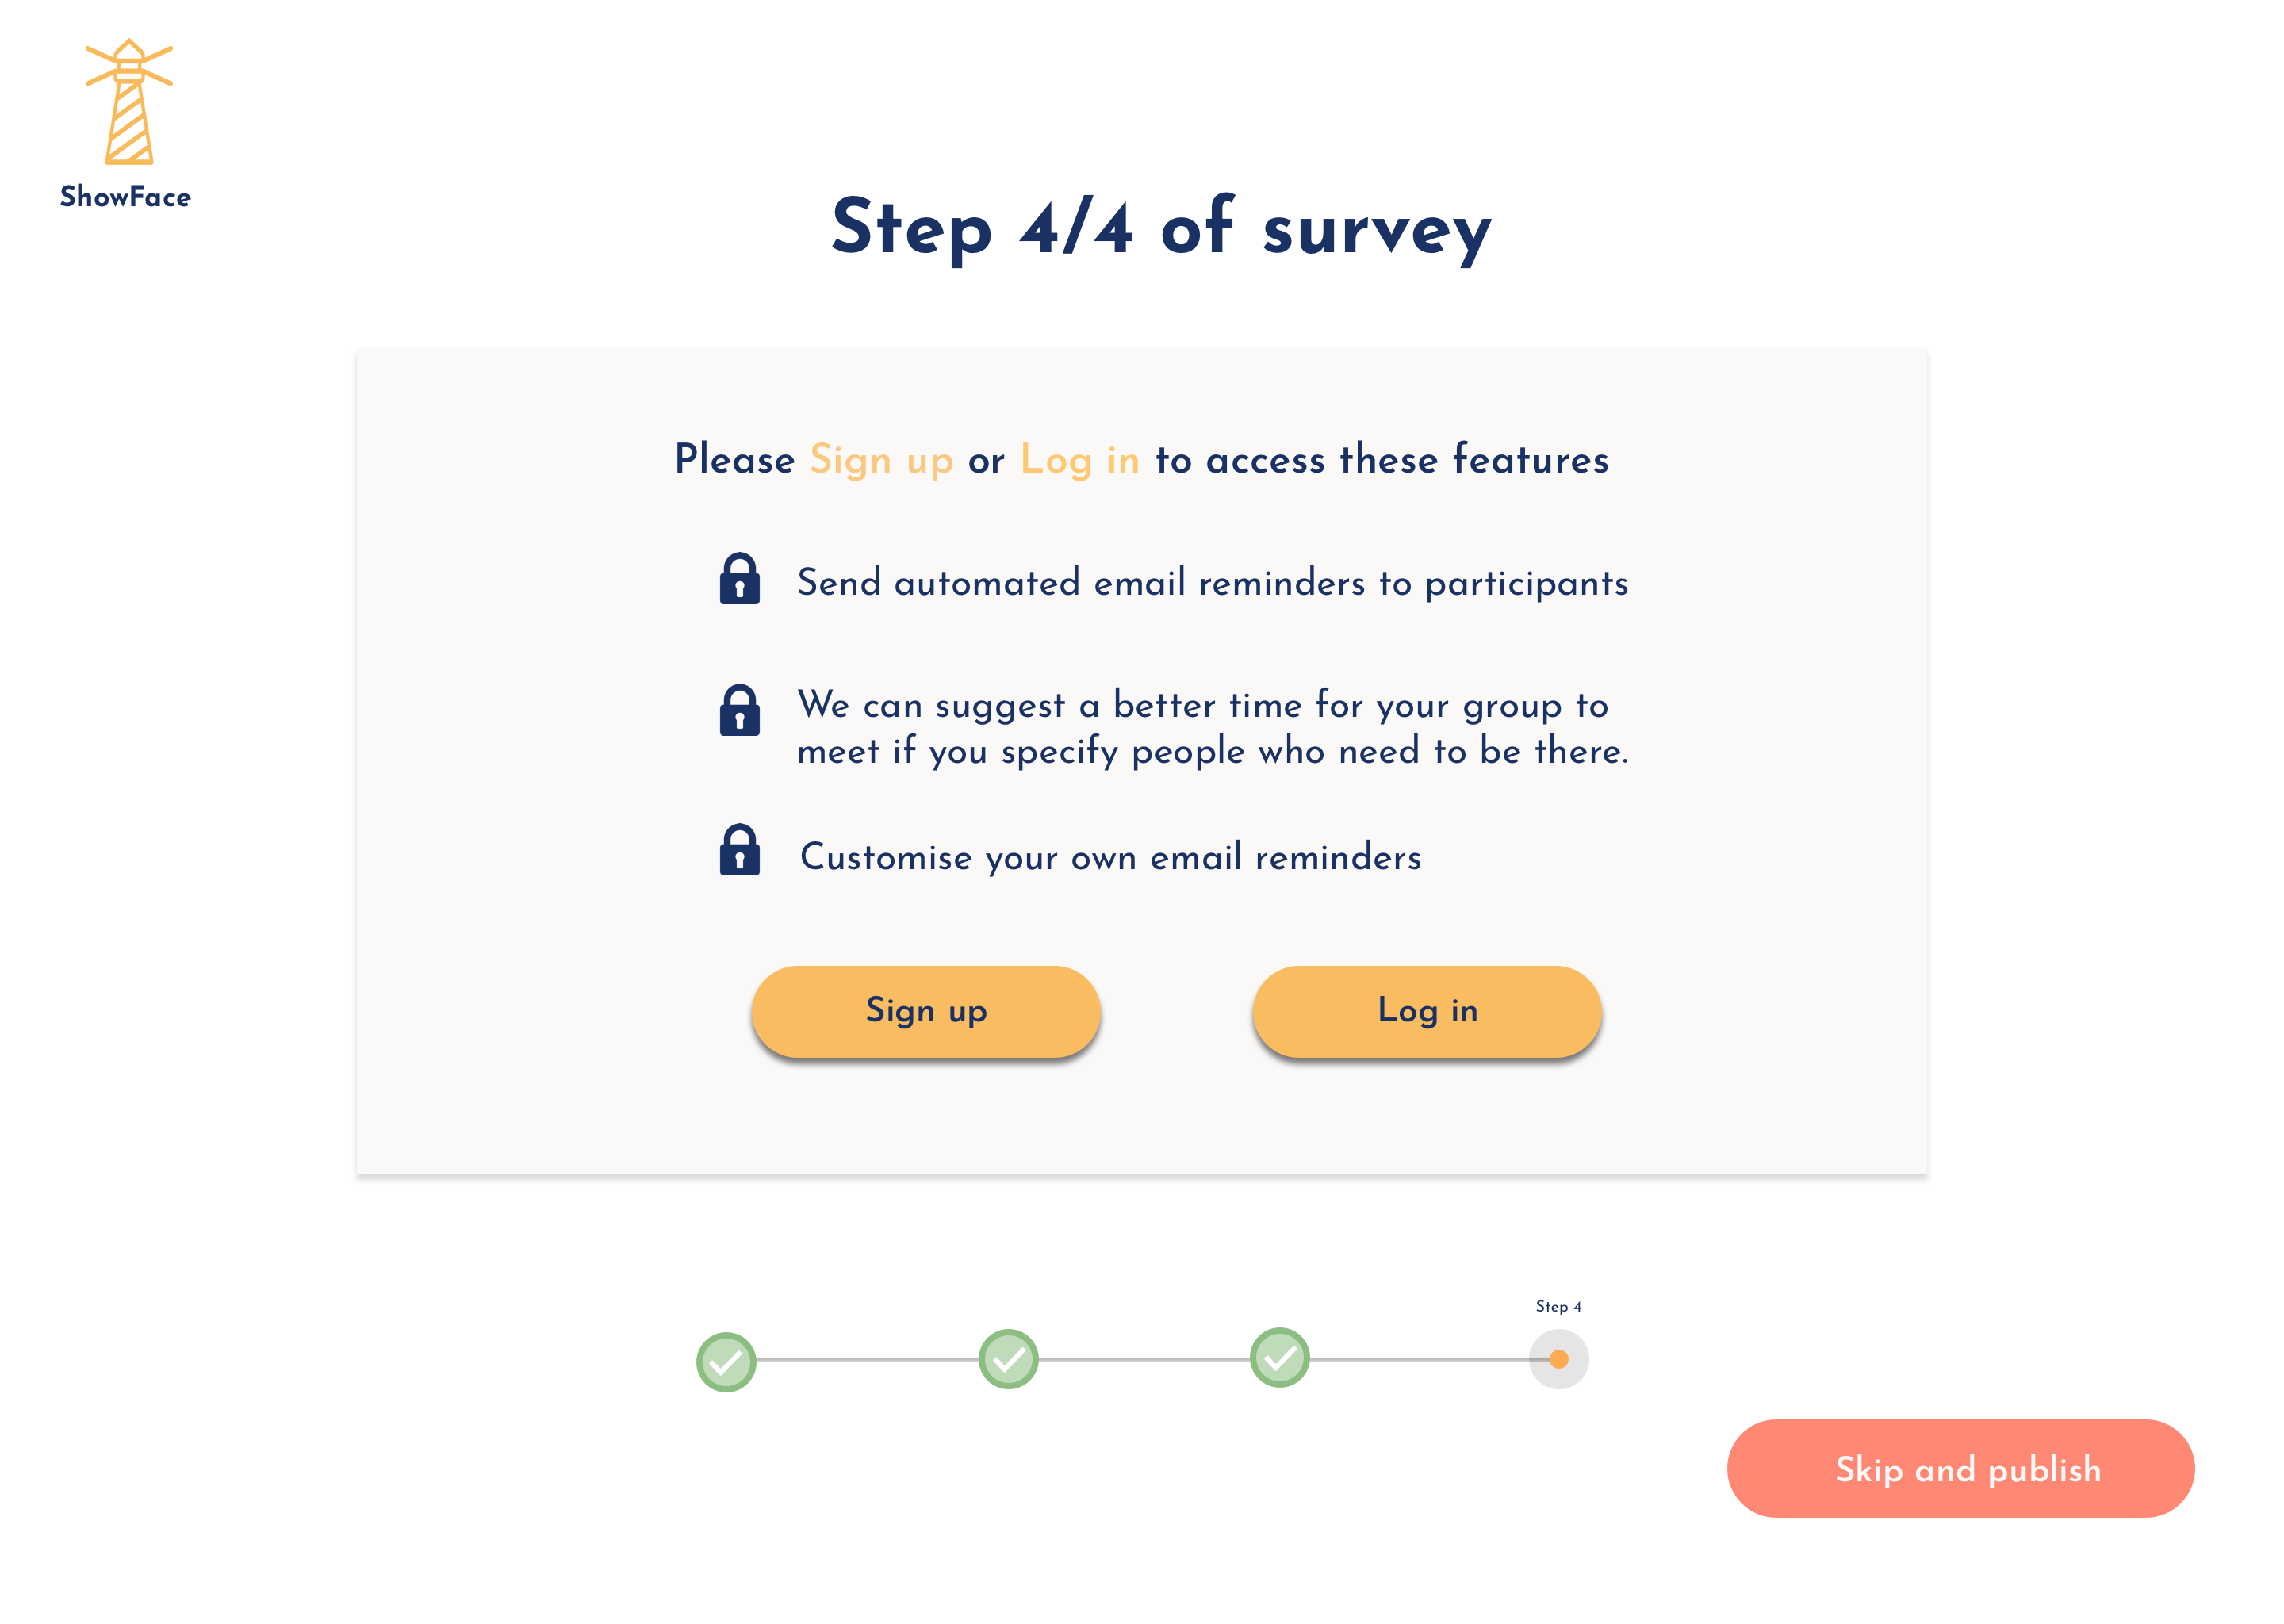 ShowFace
Step 4/4 of survey
Please Sign up or Log in to access these features
Send automated email reminders to participants
We can suggest a better time for your group to
meet if you specify people who need to be there.
Customise your own email reminders
Sign up
Log in
Step 4
Skip and publish